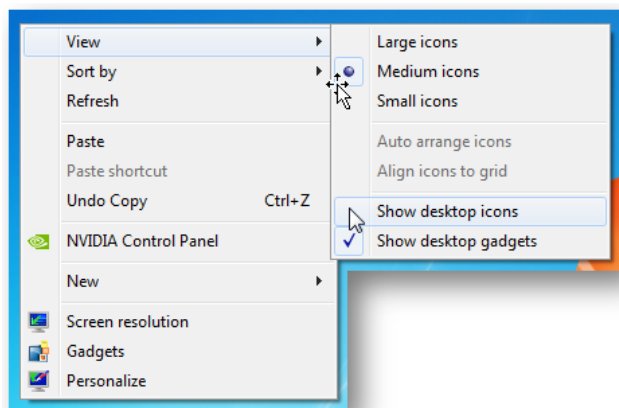 View
Sort by
Refresh
Paste
Paste shortcut
Undo Copy Ctrl+Z
NVIDIA Control Panel
New
Screen resolution
Gadgets
Personalize
Large icons
Medium icons
Small icons
Auto arrange icons
Align icons to grid
Show desktop icons
Show desktop gadgets